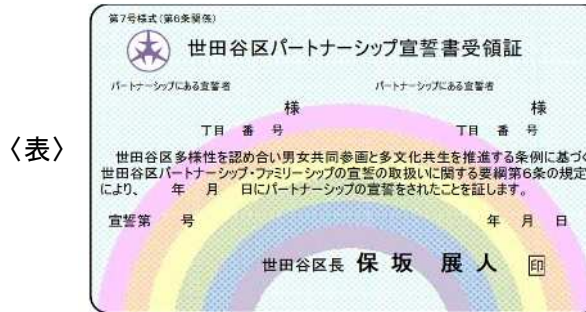 第7号様式(第6条関係)
世田谷区パートナーシップ宣誓書受領証
パートナーシップにある宣誓者 パートナーシップにある宣誓者
様 様
丁目 番 号 丁目 番 号
〈表〉
世田谷区多様性を認め合い男女共同参画と多文化共生を推進する条例に基づく
世田谷区パートナーシップ・ファミリーシップの宣誓の取扱いに関する要綱第6条の規定
により、 年 月 日にパートナーシップの宣誓をされたことを証します。
宣誓第 号 年 月 日
世田谷区長 保坂 展人 印